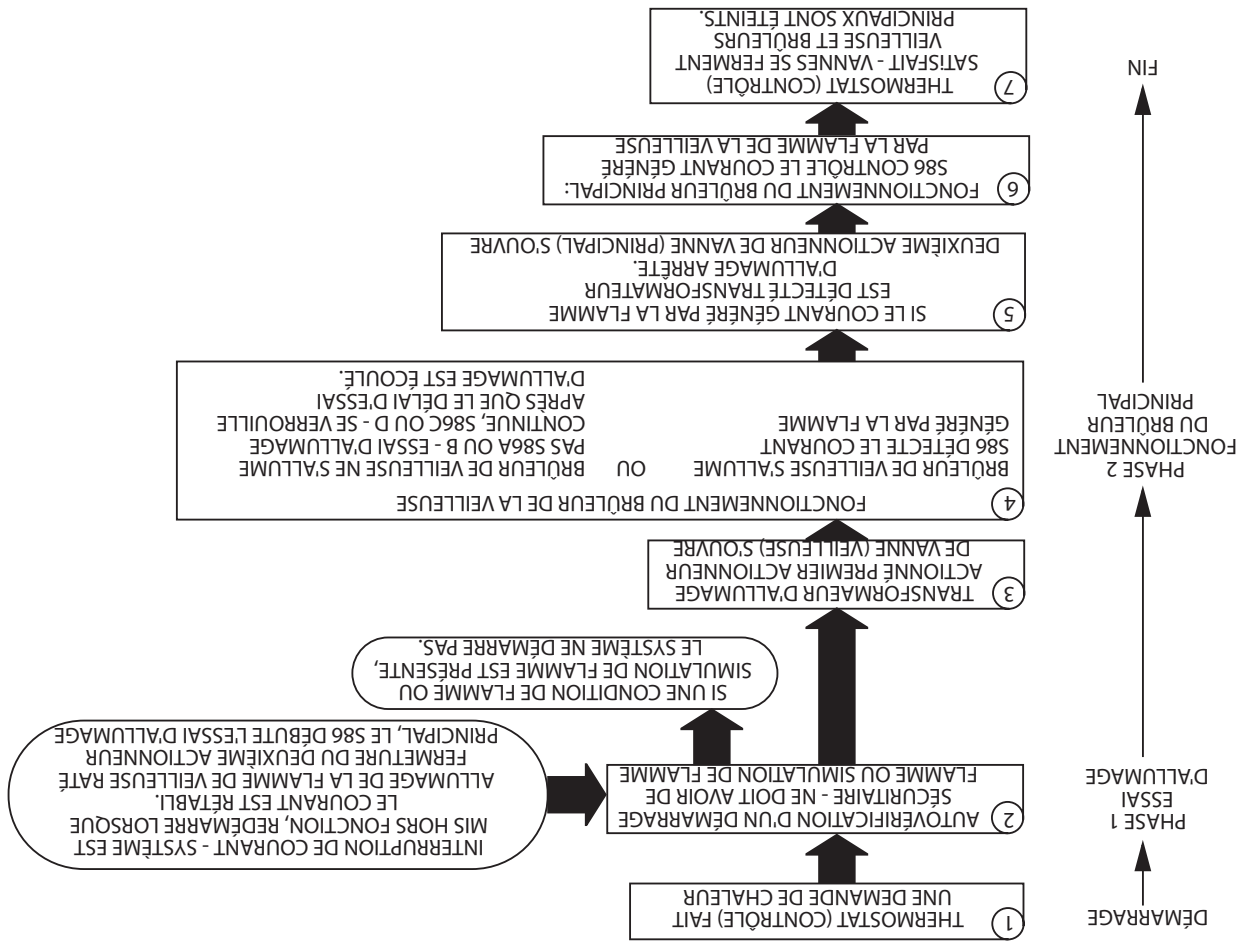 DÉMARRAGE
PHASE 1
ESSAI
D'ALLUMAGE
PHASE 2
FONCTIONNEMENT
DU BRÛLEUR
PRINCIPAL
FIN
1
THERMOSTAT (CONTRÔLE) FAIT
UNE DEMANDE DE CHALEUR
2
AUTOVÉRIFICATION D'UN DÉMARRAGE
SÉCURITAIRE - NE DOIT AVOIR DE
FLAMME OU SIMULATION DE FLAMME
INTERRUPTION DE COURANT - SYSTÈME EST
MIS HORS FONCTION, REDÉMARRE LORSQUE
LE COURANT EST RÉTABLI.
ALLUMAGE DE LA FLAMME DE VEILLEUSE RATÉ
FERMETURE DU DEUXIÈME ACTIONNEUR
PRINCIPAL, LE S86 DÉBUTE L'ESSAI D'ALLUMAGE
SI UNE CONDITION DE FLAMME OU
SIMULATION DE FLAMME EST PRÉSENTE,
LE SYSTÈME NE DÉMARRE PAS.
3
TRANSFORMAEUR D'ALLUMAGE
ACTIONNÉ PREMIER ACTIONNEUR
DE VANNE (VEILLEUSE) S'OUVRE
4
FONCTIONNEMENT DU BRÛLEUR DE LA VEILLEUSE
BRÛLEUR DE VEILLEUSE S'ALLUME
S86 DÉTECTE LE COURANT
GÉNÉRÉ PAR LA FLAMME
OU
BRÛLEUR DE VEILLEUSE NE S'ALLUME
PAS S86A OU B - ESSAI D'ALLUMAGE
CONTINUE, S86C OU D - SE VERROUILLE
APRÈS QUE LE DÉLAI D'ESSAI
D'ALLUMAGE EST ÉCOULÉ.
5
SI LE COURANT GÉNÉRÉ PAR LA FLAMME
EST DÉTECTÉ TRANSFORMATEUR
D'ALLUMAGE ARRÊTE.
DEUXIÈME ACTIONNEUR DE VANNE (PRINCIPAL) S'OUVRE
6
FONCTIONNEMENT DU BRÛLEUR PRINCIPAL:
S86 CONTRÔLE LE COURANT GÉNÉRÉ
PAR LA FLAMME DE LA VEILLEUSE
7
THERMOSTAT (CONTRÔLE)
SATISFAIT - VANNES SE FERMENT
VEILLEUSE ET BRÛLEURS
PRINCIPAUX SONT ÉTEINTS.